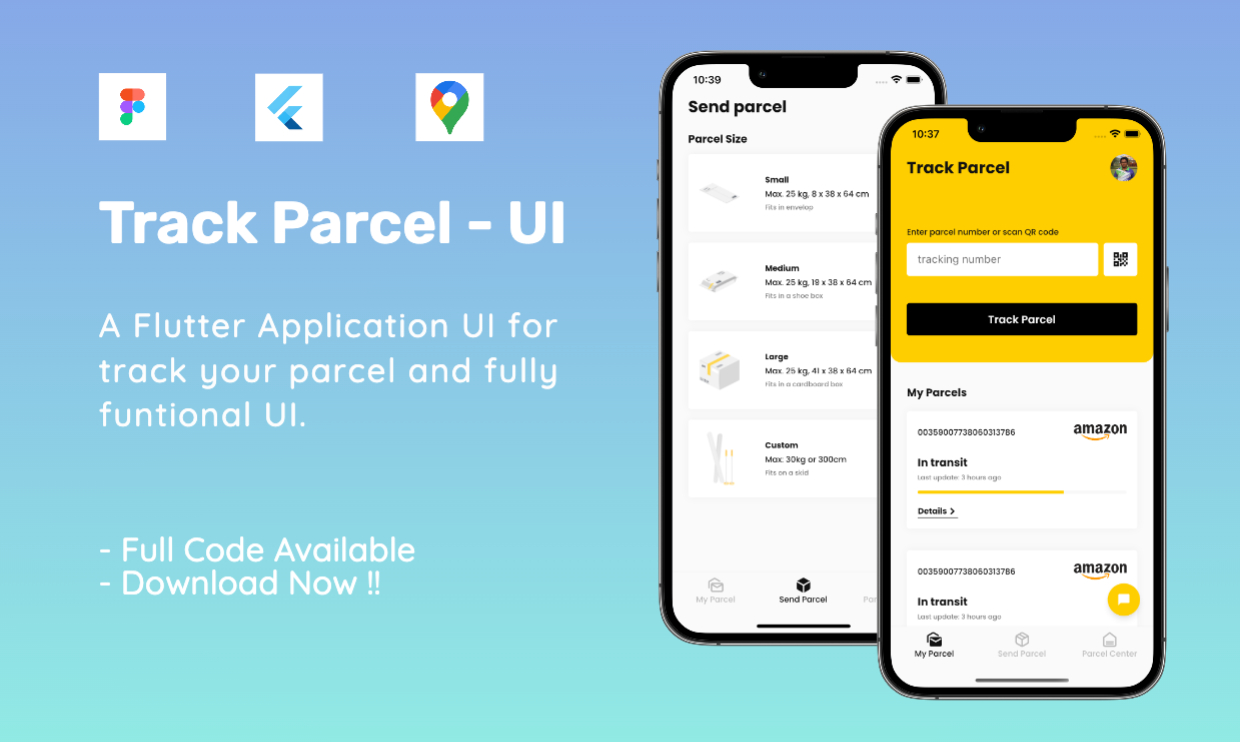 Track Parcel - UI
A Flutter Application UI for
track your parcel and fully
funtional UI.
- Full Code Available
- Download Now !!
10:39
Send parcel
Parcel Size
Small
Max. 25 kg, 8 x 38 x 64 cm
Fits in envelop
Medium
Max. 25 kg, 19 x 38 x 64 cm
Fits in a shoe box
Large
Max. 25 kg, 41 x 38 x 64 cm
Fits in a cardboard box
Custom
Max: 30kg or 300cm
Fits on a skid
My Parcel
Send Parcel
10:37
Track Parcel
Enter parcel number or scan QR code
tracking number
Track Parcel
My Parcels
00359007738060313786
amazon
In transit
Last update: 3 hours ago
Details >
00359007738060313786
amazon
In transit
Last update: 3 hours ago
My Parcel
Send Parcel
Parcel Center